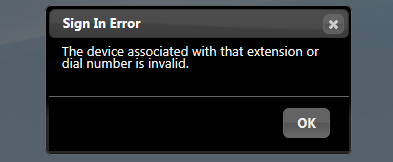 Sign In Error
The device associated with that extension or
dial number is invalid.
OK